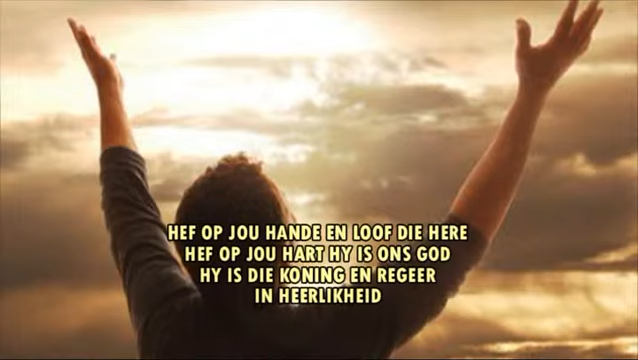 HEF OP JOU HANDE EN LOOF DIE HERE
HEF OP JOU HART HY IS ONS GOD
HY IS DIE KONING EN REGEER
IN HEERLIKHEID